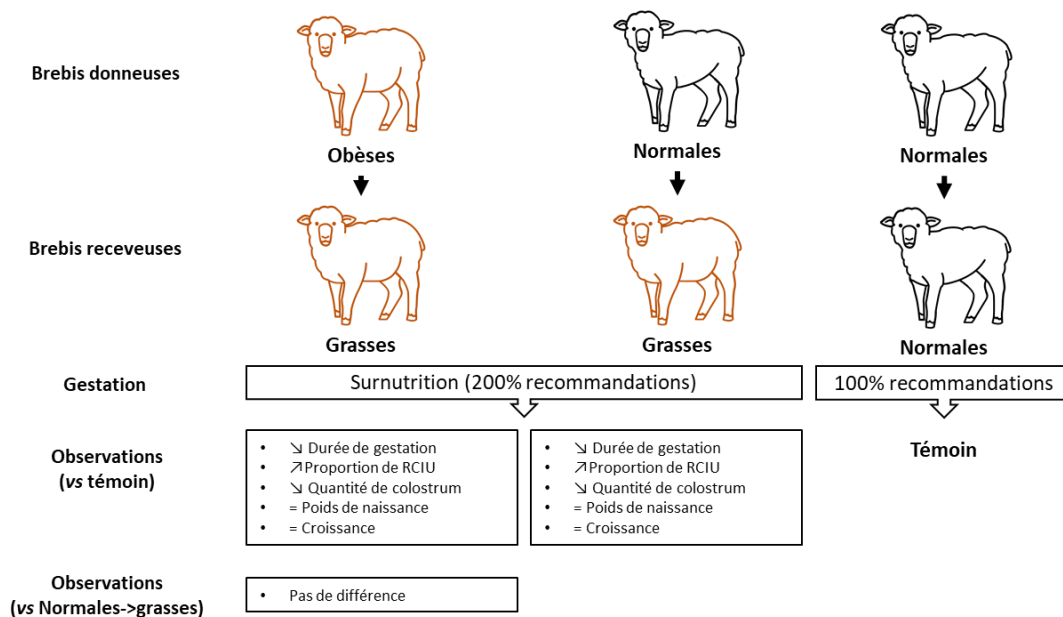 Brebis donneuses
Obèses
Normales
Normales
Brebis receveuses
Grasses
Grasses
Normales
Gestation
Surnutrition (200% recommandations)
100% recommandations
Observations
(vs témoin)
• ↘ Durée de gestation
• ↗ Proportion de RCIU
• ↘ Quantité de colostrum
• = Poids de naissance
• = Croissance
• ↘ Durée de gestation
• ↗ Proportion de RCIU
• ↘ Quantité de colostrum
• = Poids de naissance
• = Croissance
Témoin
Observations
(vs Normales->grasses)
• Pas de différence